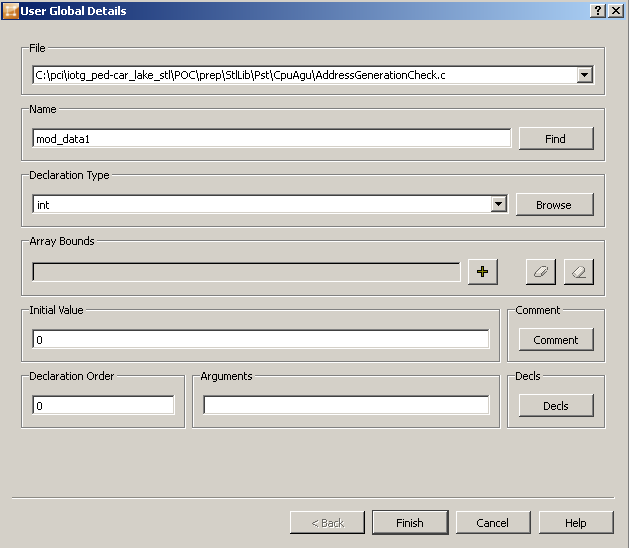 User Global Details
File
C:\pci\iotg_ped-car_lake_stl\POC\prep\StlLib\Pst\CpuAgu\AddressGenerationCheck.c
Name
mod_data1
Find
Declaration Type
int
Browse
Array Bounds
Initial Value
0
Comment
Comment
Declaration Order
0
Arguments
Decls
Decls
< Back
Finish
Cancel
Help